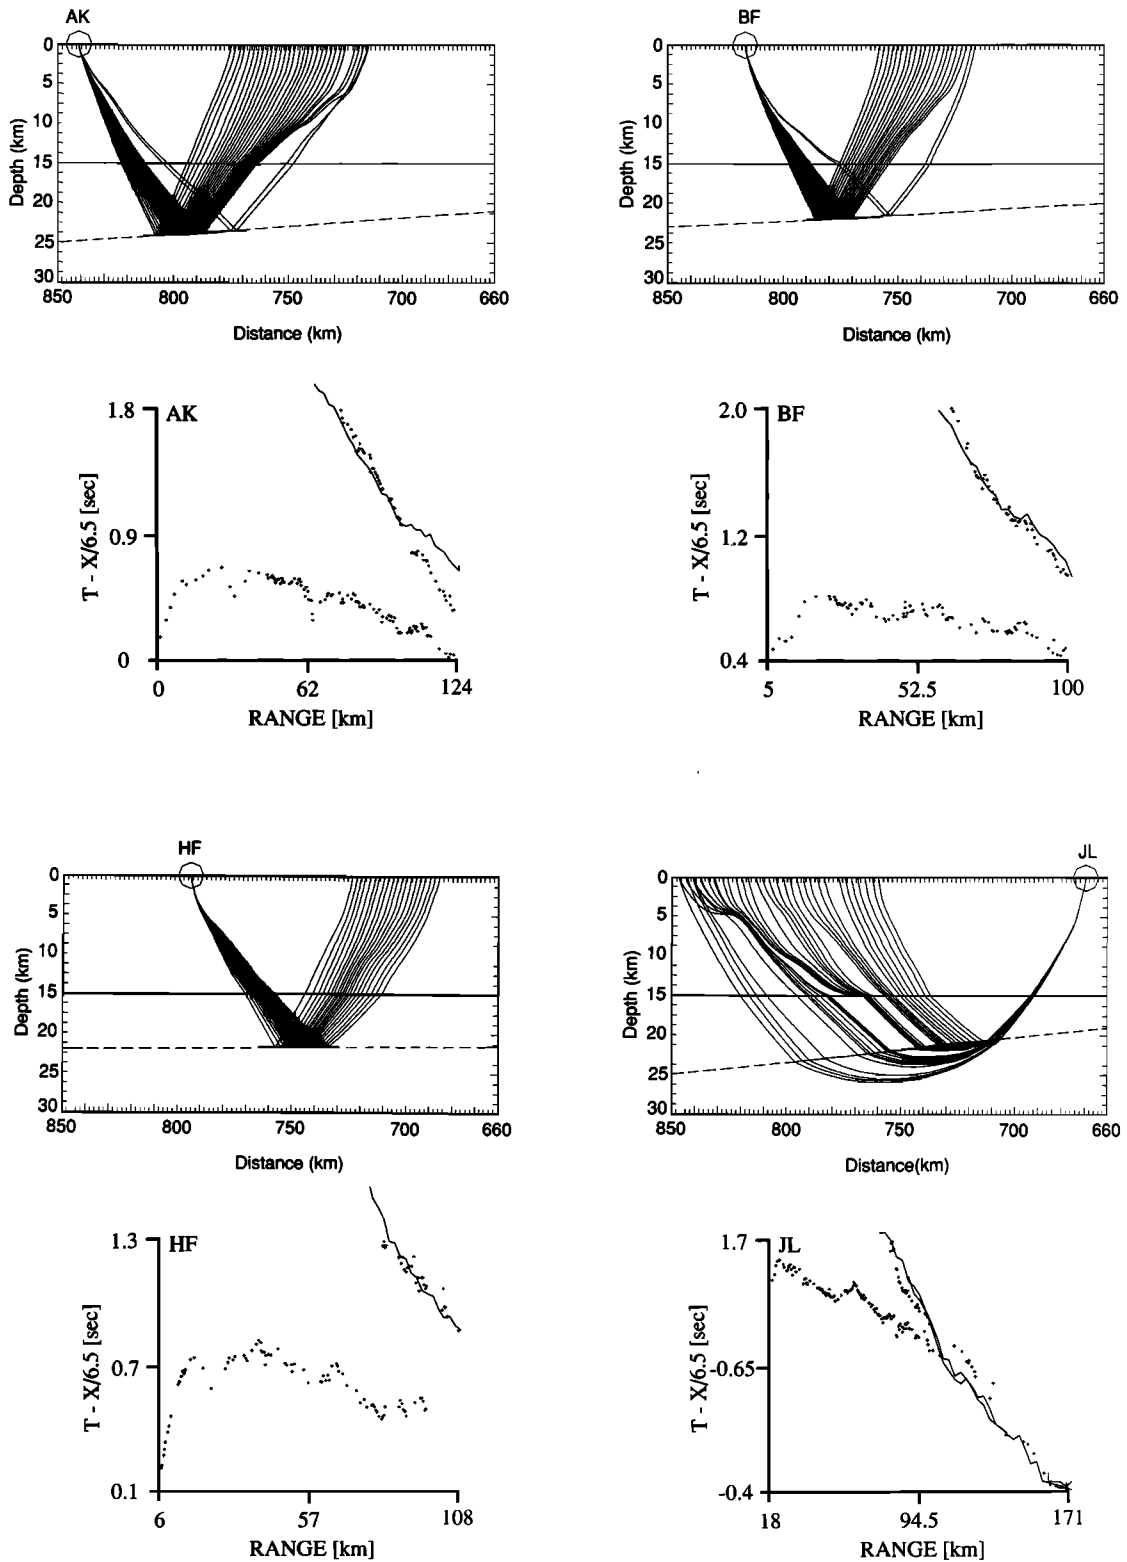 AK
0
5
10
15
20
25
30
Depth (km)
850 800 750 700 660
Distance (km)
BF
0
5
10
15
20
25
30
Depth (km)
850 800 750 700 660
Distance (km)
1.8
AK
0.9
0
T - X/6.5 [sec]
0 62 124
RANGE [km]
2.0
BF
1.2
0.4
T - X/6.5 [sec]
5 52.5 100
RANGE [km]
HF
0
5
10
15
20
25
30
Depth (km)
850 800 750 700 660
Distance (km)
JL
0
5
10
15
20
25
30
Depth (km)
850 800 750 700 660
Distance(km)
1.3
HF
0.7
0.1
T - X/6.5 [sec]
6 57 108
RANGE [km]
1.7
JL
-0.65
-0.4
T - X/6.5 [sec]
18 94.5 171
RANGE [km]